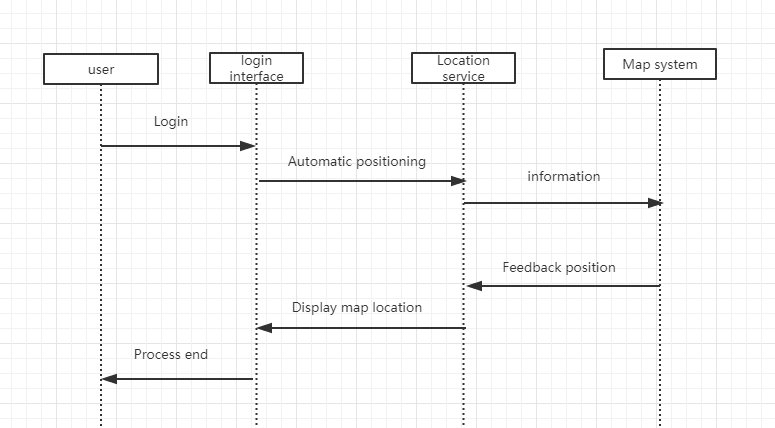 user
login
interface
Location
service
Map system
Login
Automatic positioning
information
Feedback position
Display map location
Process end